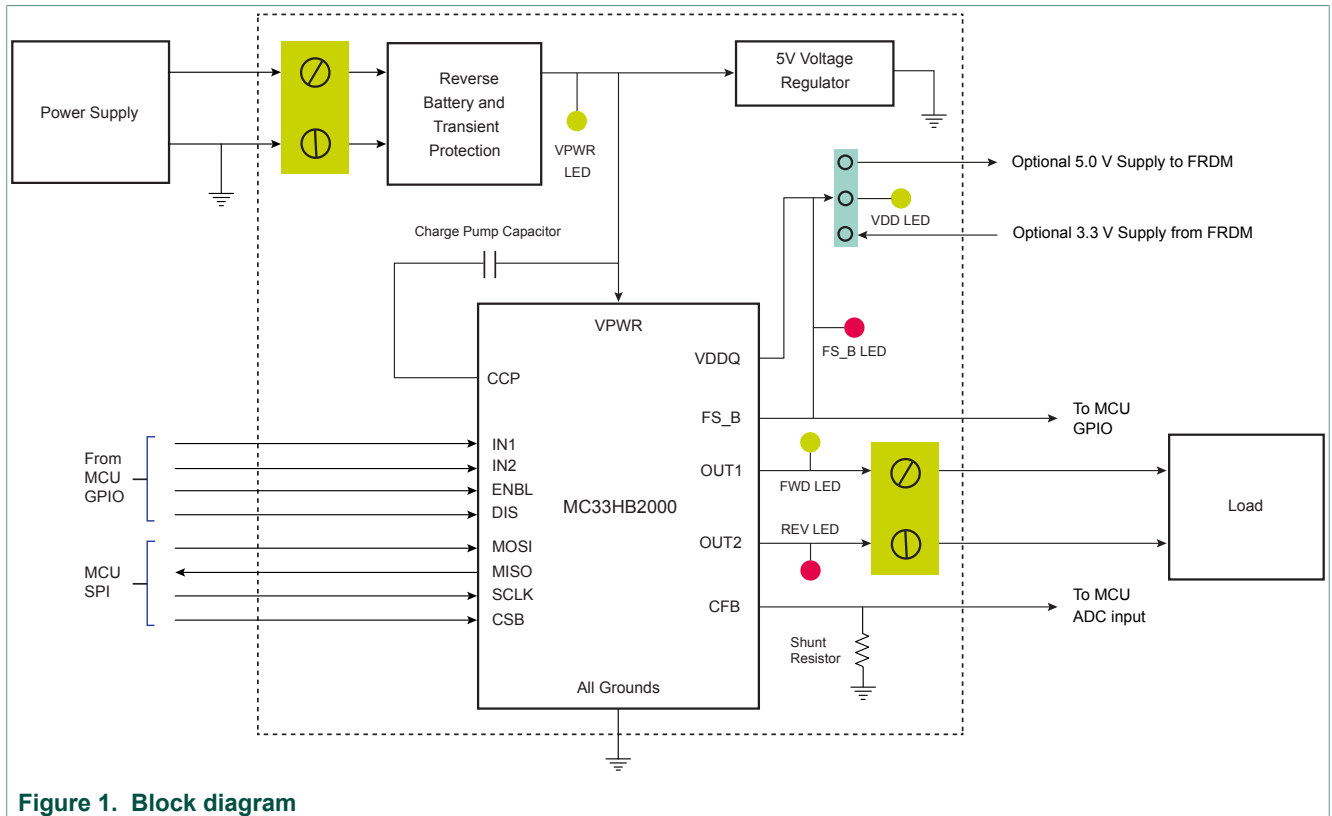 Power Supply
Reverse
Battery and
Transient
Protection
VPWR
LED
5V Voltage
Regulator
Optional 5.0 V Supply to FRDM
VDD LED
Optional 3.3 V Supply from FRDM
Charge Pump Capacitor
VPWR
VDDQ
FS_B LED
CCP
FS_B
To MCU
GPIO
From
MCU
GPIO
IN1
IN2
ENBL
DIS
MC33HB2000
OUT1
FWD LED
OUT2
REV LED
Load
MCU
SPI
MOSI
MISO
SCLK
CSB
CFB
To MCU
ADC input
Shunt
Resistor
All Grounds
Figure 1. Block diagram